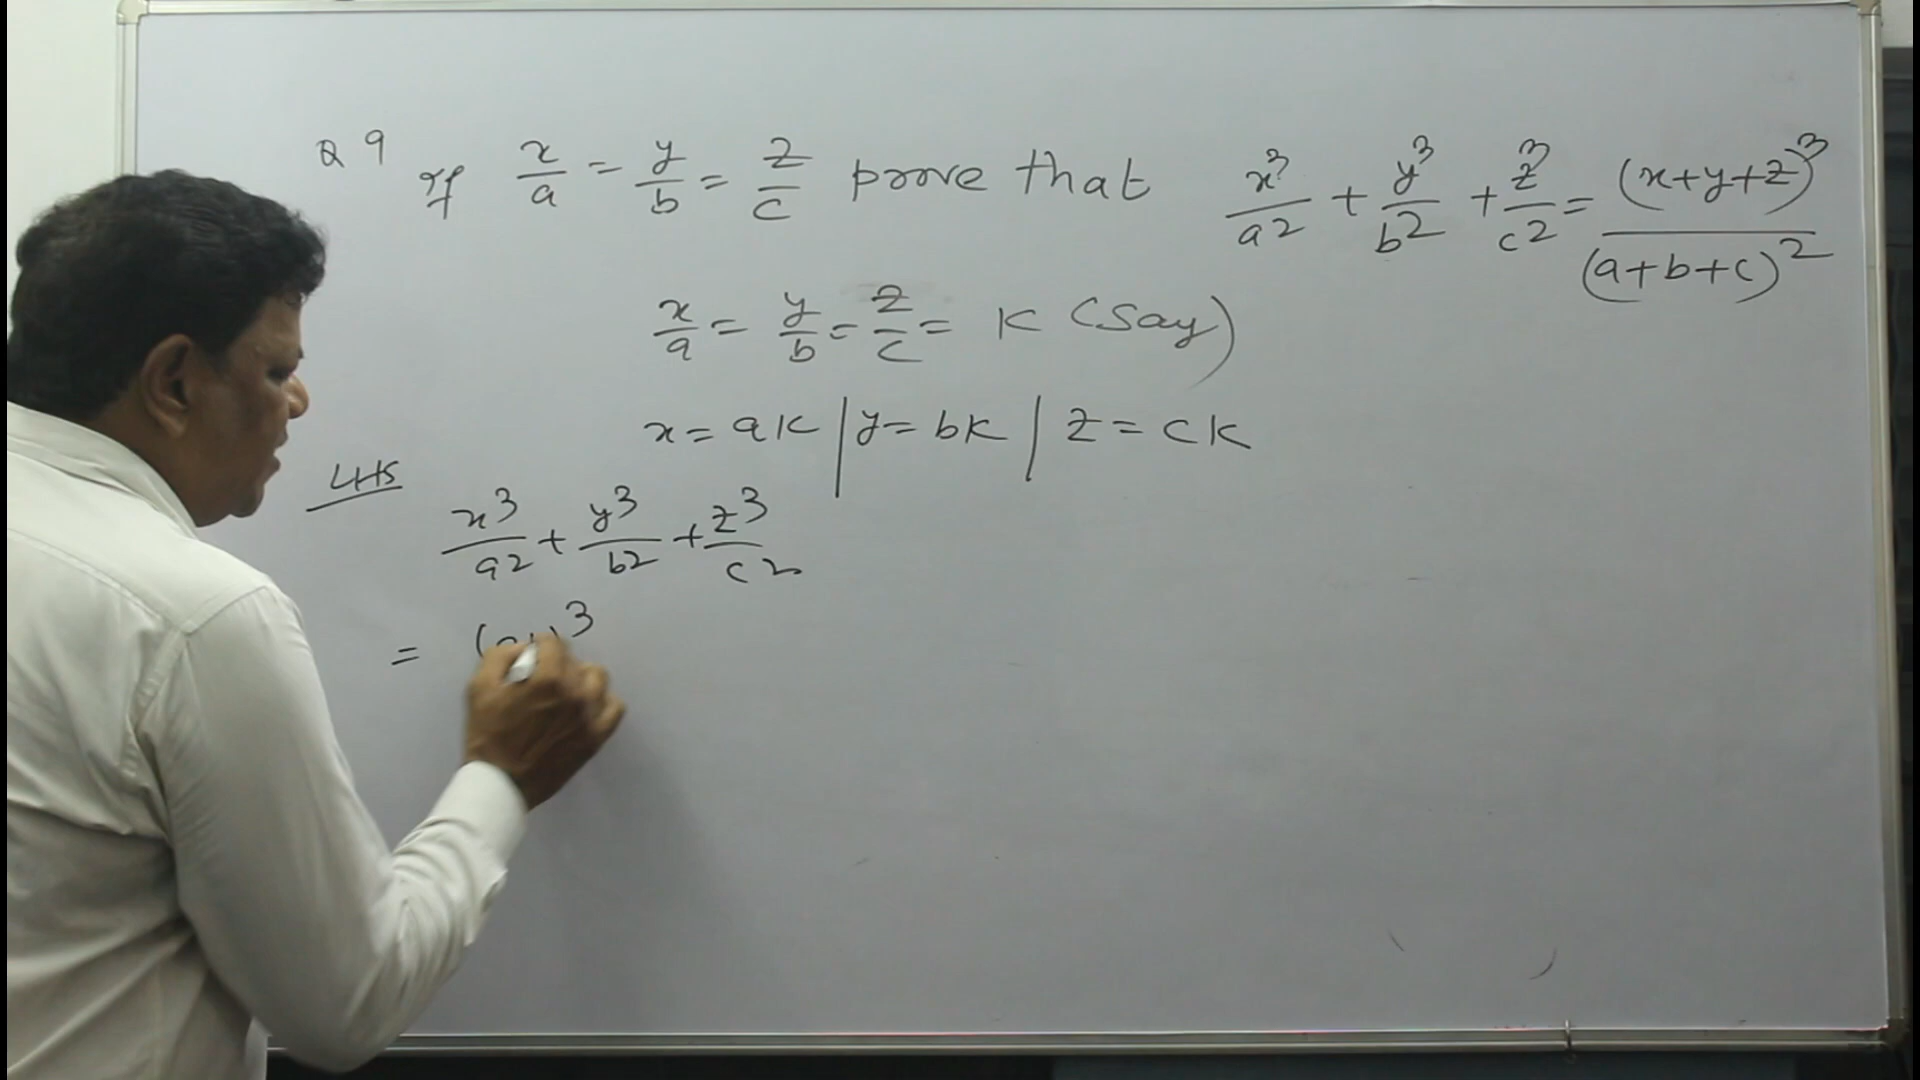 Q 9 If x/a = y/b = z/c prove that x³/a² + y³/b² + z³/c² = (x+y+z)³/(a+b+c)²
x/a = y/b = z/c = K (Say)
x = aK | y = bK | z = cK
LHS
x³/a² + y³/b² + z³/c²
= ( )³